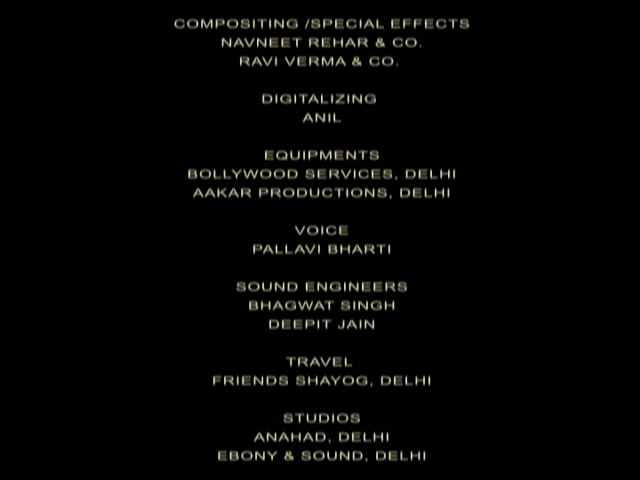 COMPOSITING /SPECIAL EFFECTS
NAVNEET REHAR & CO.
RAVI VERMA & CO.
DIGITALIZING
ANIL
EQUIPMENTS
BOLLYWOOD SERVICES, DELHI
AAKAR PRODUCTIONS, DELHI
VOICE
PALLAVI BHARTI
SOUND ENGINEERS
BHAGWAT SINGH
DEEPIT JAIN
TRAVEL
FRIENDS SHAYOG, DELHI
STUDIOS
ANAHAD, DELHI
EBONY & SOUND, DELHI